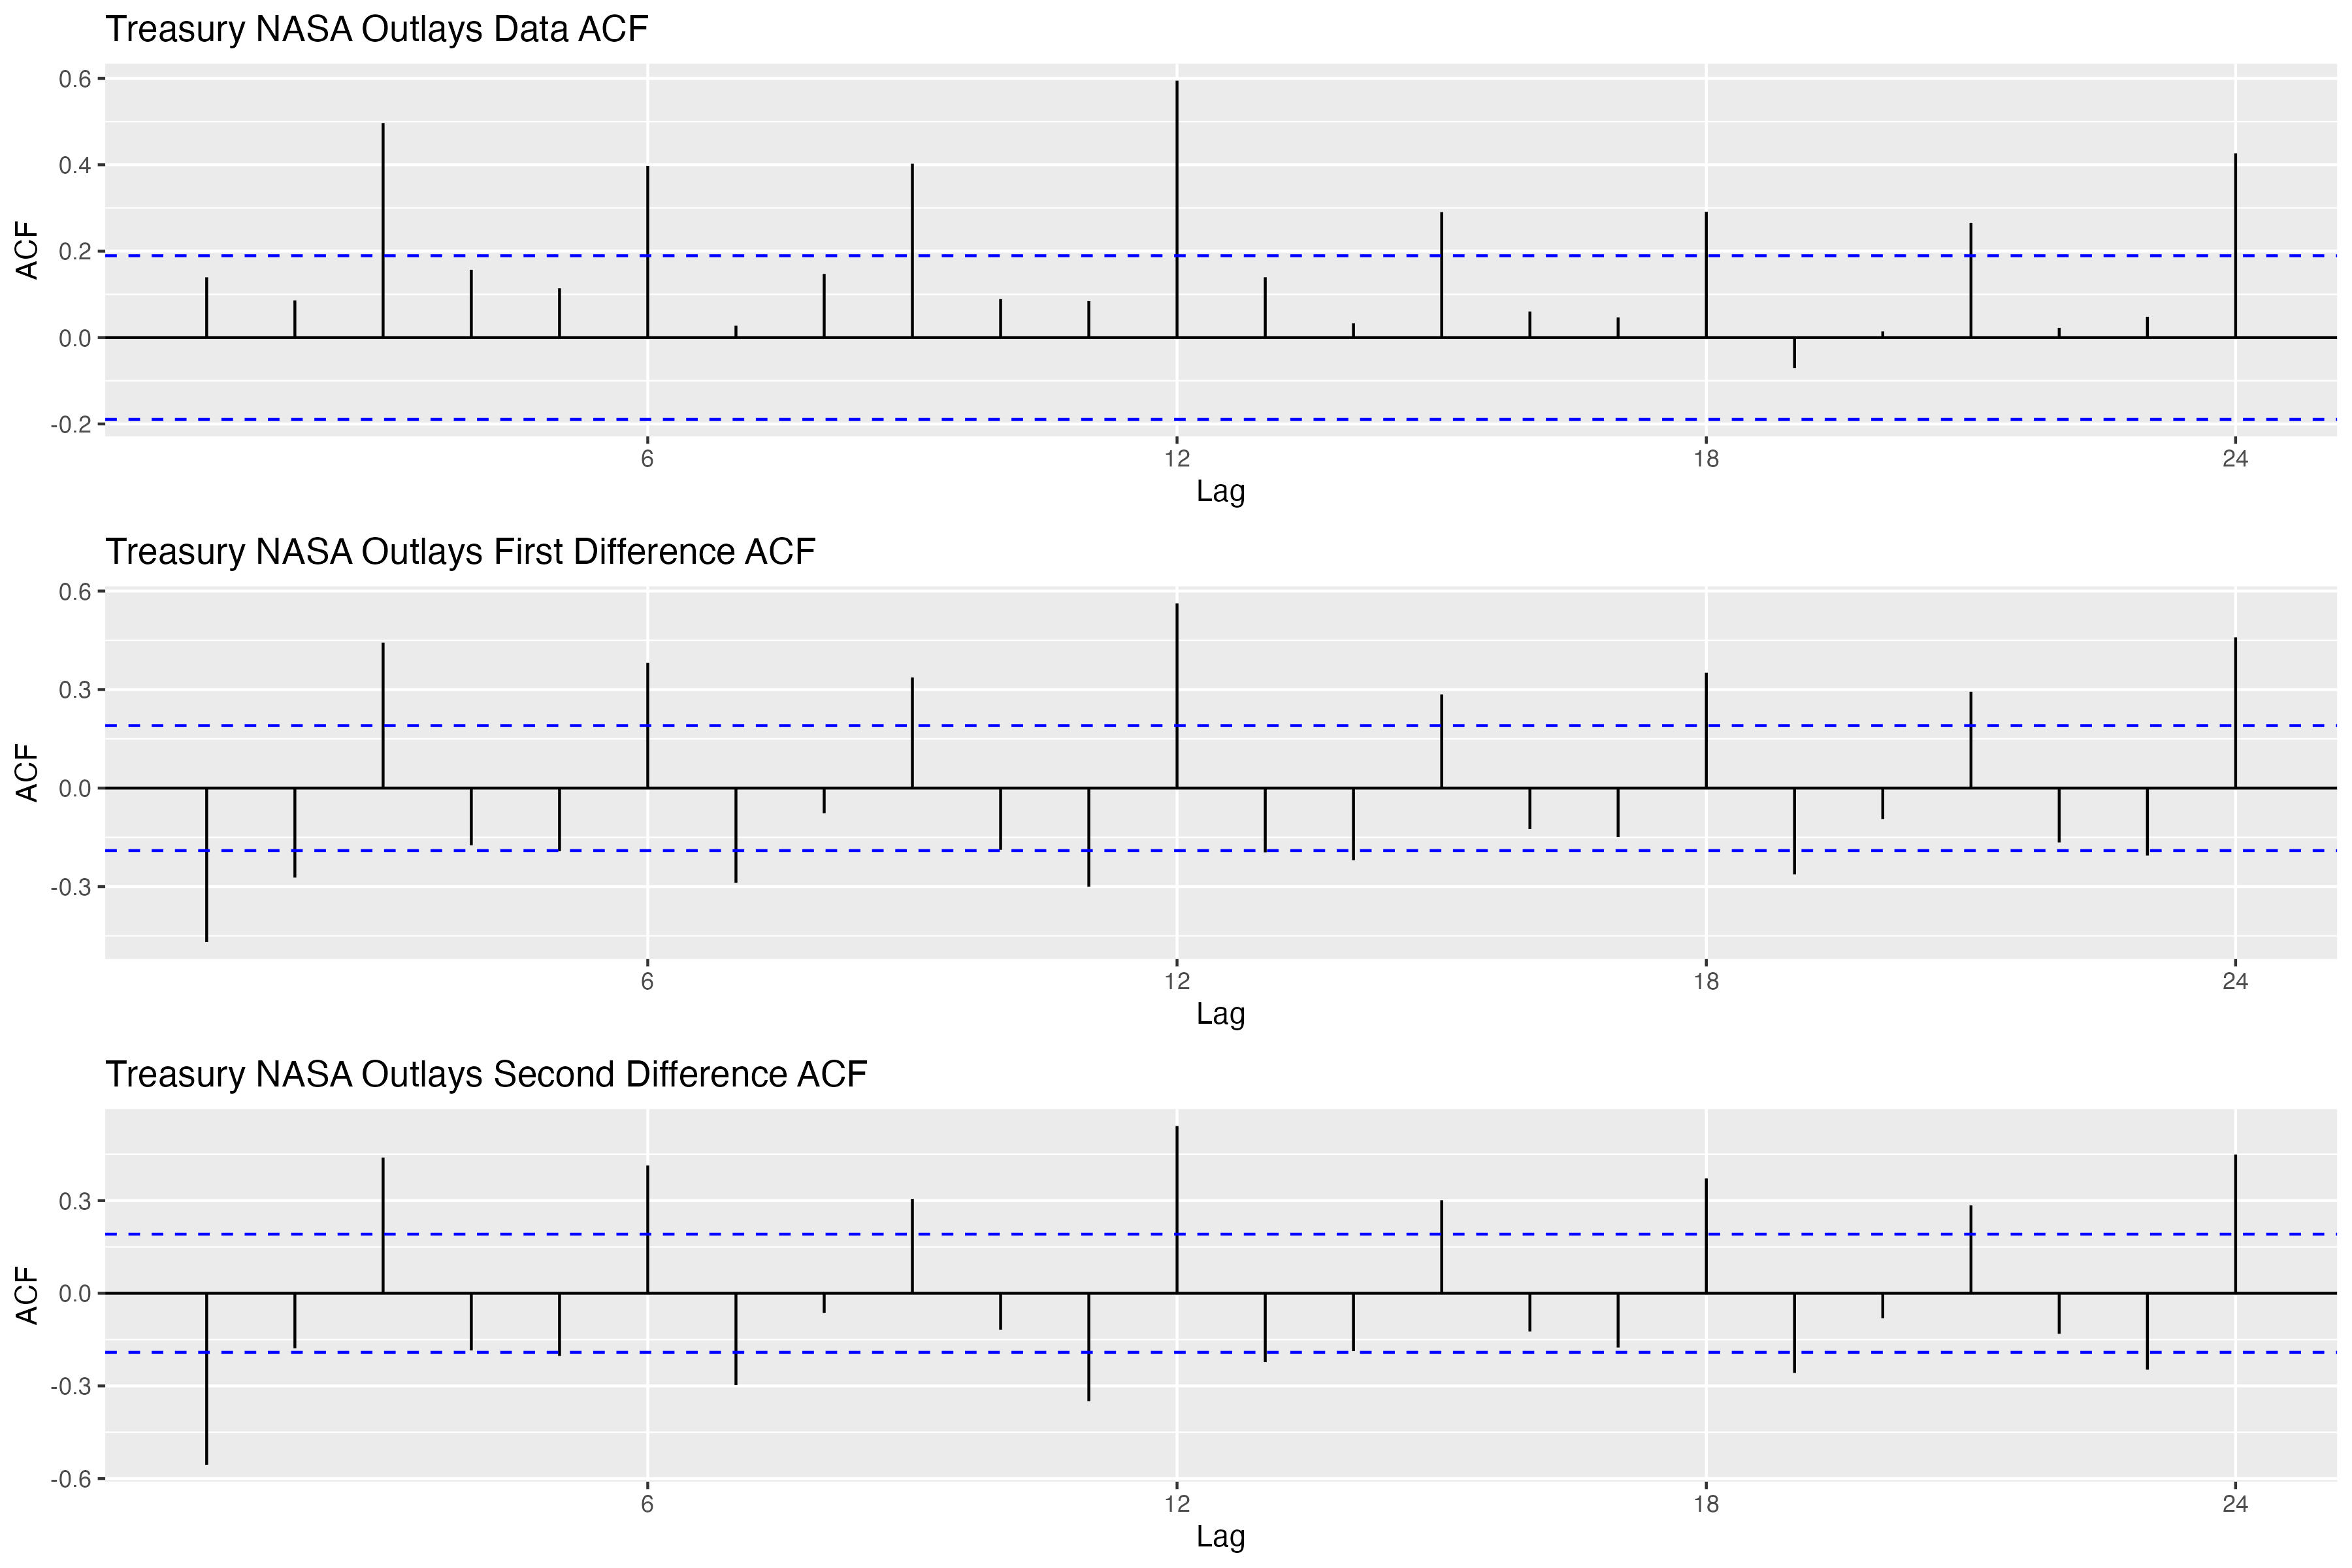 Treasury NASA Outlays Data ACF
0.6
0.4
0.2
0.0
-0.2
ACF
6 12 18 24
Lag
Treasury NASA Outlays First Difference ACF
0.6
0.3
0.0
-0.3
ACF
6 12 18 24
Lag
Treasury NASA Outlays Second Difference ACF
0.3
0.0
-0.3
-0.6
ACF
6 12 18 24
Lag